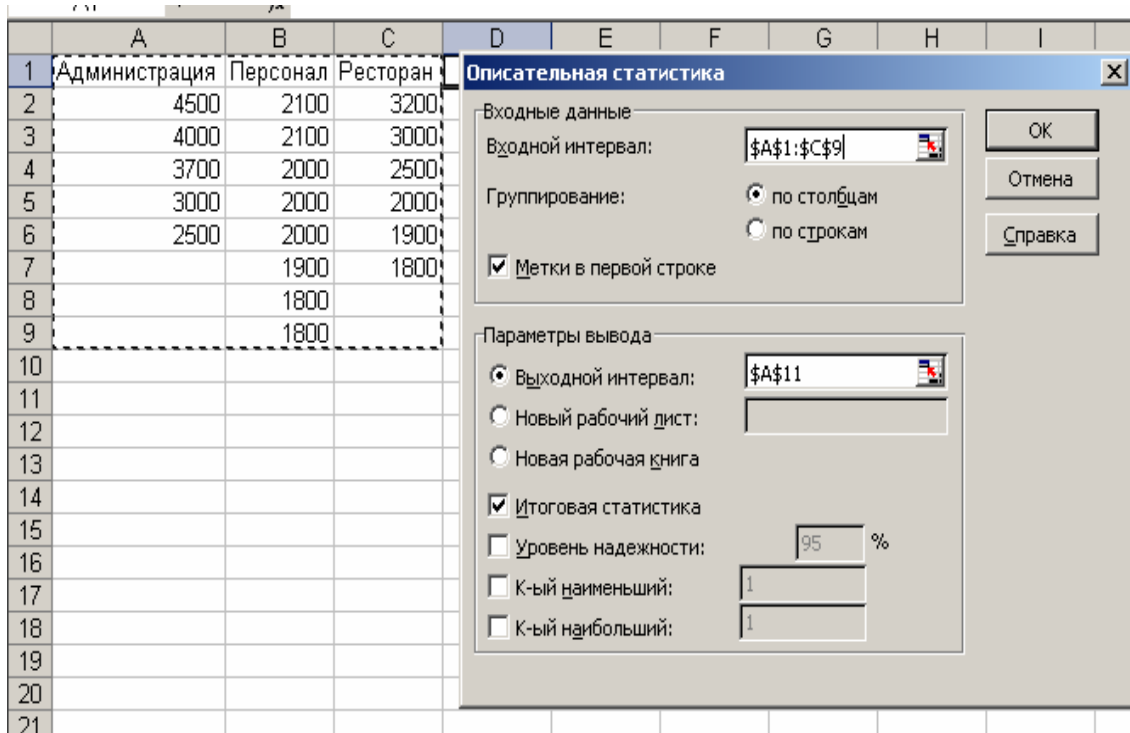 A B C D E F G H I
1 Администрация Персонал Ресторан
2 4500 2100 3200
3 4000 2100 3000
4 3700 2000 2500
5 3000 2000 2000
6 2500 2000 1900
7 1900 1800
8 1800
9 1800
10
11
12
13
14
15
16
17
18
19
20
21
Описательная статистика
Входные данные
Входной интервал: $A$1:$C$9
Группирование: по столбцам
по строкам
Метки в первой строке
Параметры вывода
Выходной интервал: $A$11
Новый рабочий лист:
Новая рабочая книга
Итоговая статистика
Уровень надежности: 95 %
К-ый наименьший: 1
К-ый наибольший: 1
ОК
Отмена
Справка